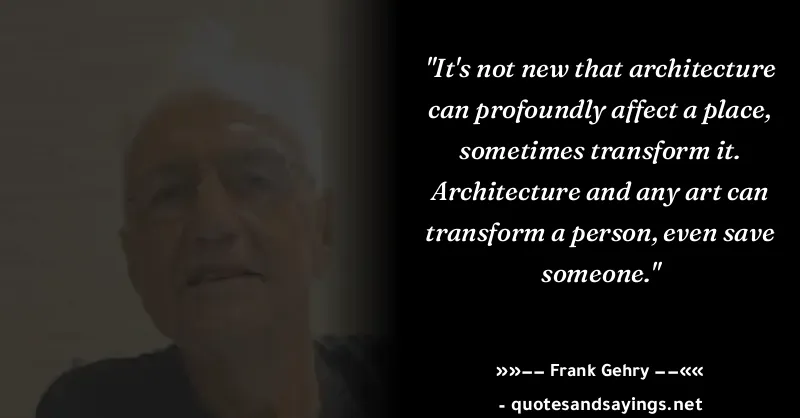 "It's not new that architecture
can profoundly affect a place,
sometimes transform it.
Architecture and any art can
transform a person, even save
someone."
»»—— Frank Gehry ——««
- quotesandsayings.net